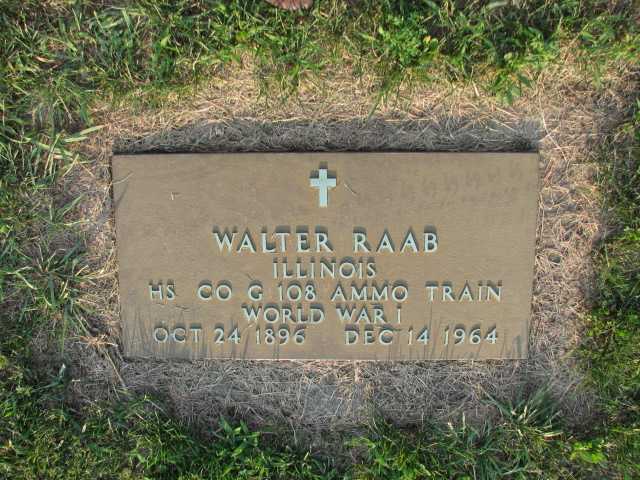 WALTER RAAB
ILLINOIS
HS CO G 108 AMMO TRAIN
WORLD WAR I
OCT 24 1896 DEC 14 1964